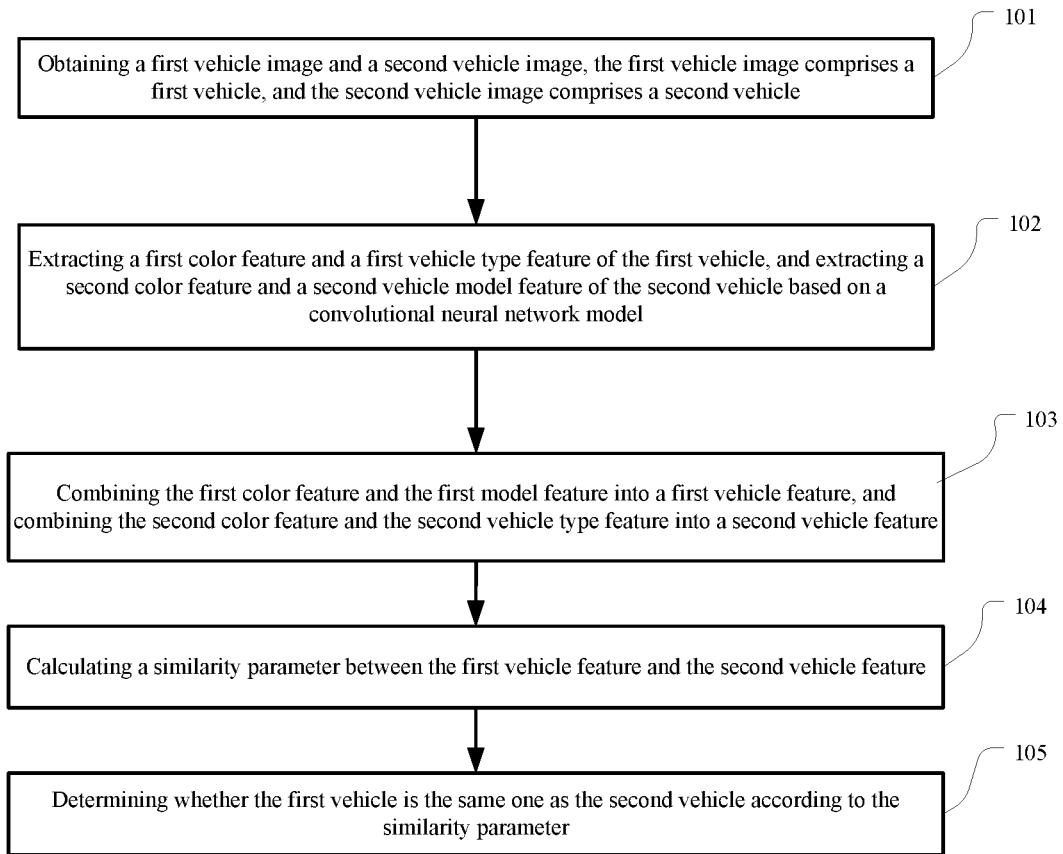 101
Obtaining a first vehicle image and a second vehicle image, the first vehicle image comprises a
first vehicle, and the second vehicle image comprises a second vehicle
102
Extracting a first color feature and a first vehicle type feature of the first vehicle, and extracting a
second color feature and a second vehicle model feature of the second vehicle based on a
convolutional neural network model
103
Combining the first color feature and the first model feature into a first vehicle feature, and
combining the second color feature and the second vehicle type feature into a second vehicle feature
104
Calculating a similarity parameter between the first vehicle feature and the second vehicle feature
105
Determining whether the first vehicle is the same one as the second vehicle according to the
similarity parameter